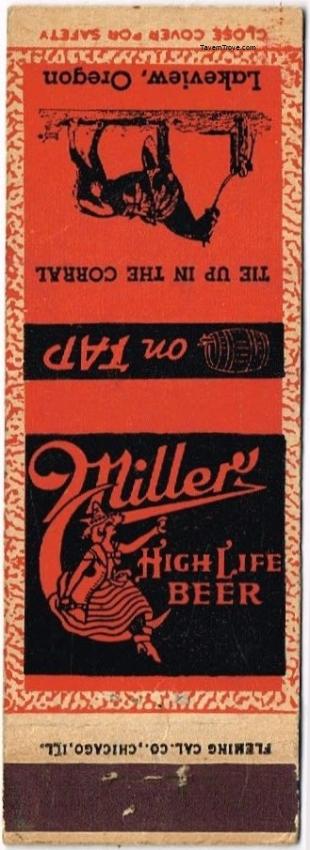 CLOSE COVER FOR SAFETY
TavernTrove.com
Lakeview, Oregon
TIE UP IN THE CORRAL
on TAP
Miller
HIGH LIFE
BEER
FLEMING CAL. CO., CHICAGO, ILL.